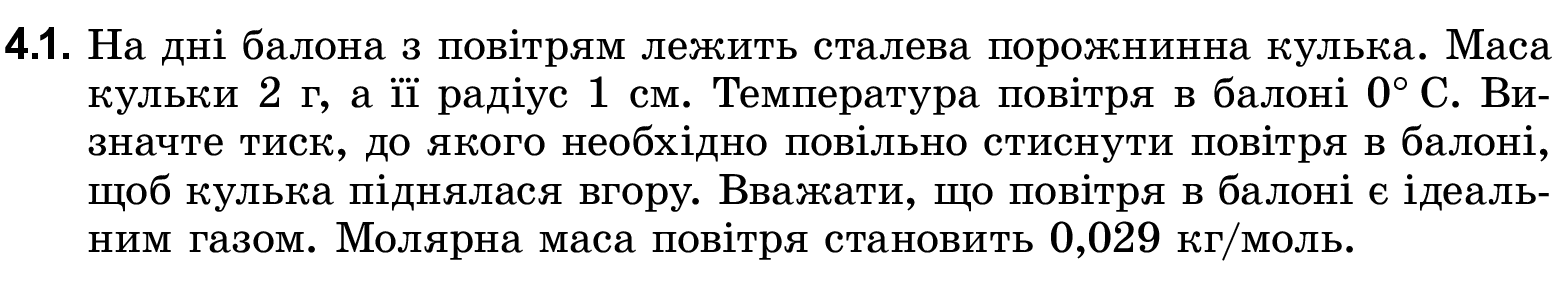 4.1. На дні балона з повітрям лежить сталева порожнинна кулька. Маса
кульки 2 г, а її радіус 1 см. Температура повітря в балоні 0° С. Ви-
значте тиск, до якого необхідно повільно стиснути повітря в балоні,
щоб кулька піднялася вгору. Вважати, що повітря в балоні є ідеаль-
ним газом. Молярна маса повітря становить 0,029 кг/моль.